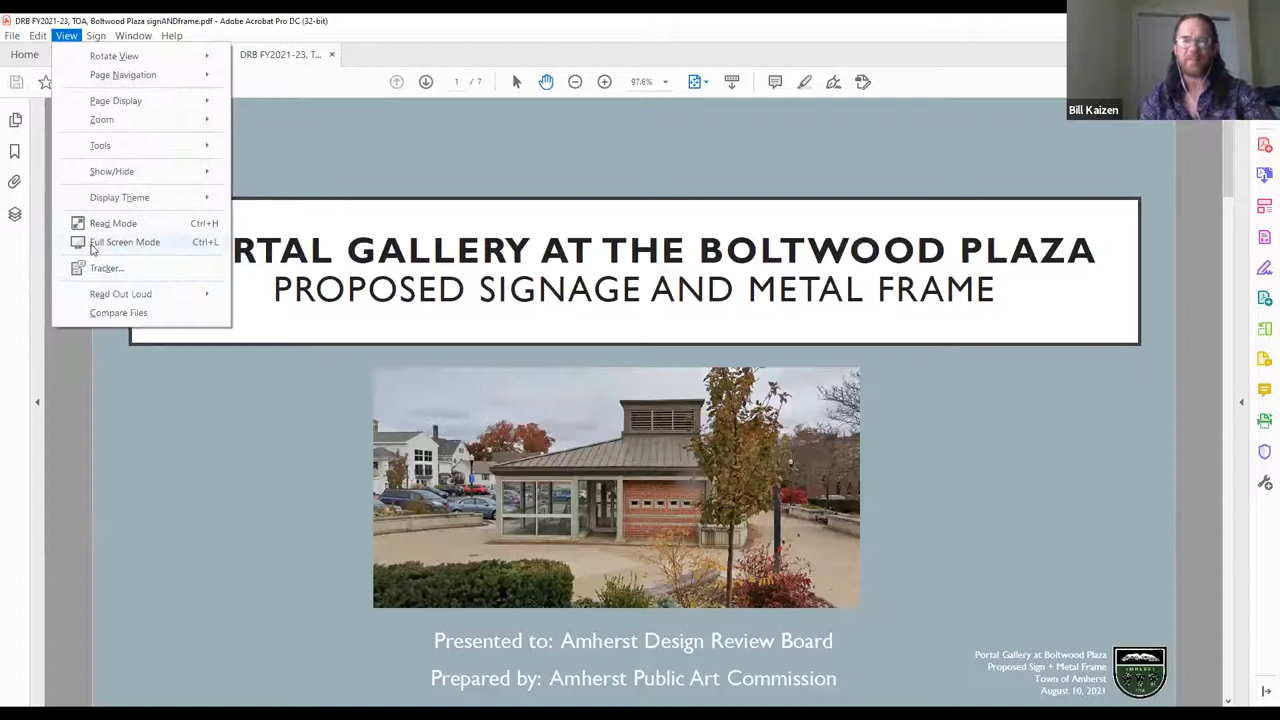 DRB FY2021-23, TOA, Boltwood Plaza signANDframe.pdf - Adobe Acrobat Pro DC (32-bit)
File Edit View Sign Window Help
Home
DRB FY2021-23, T... ×
1 / 7
97.6%
Rotate View
Page Navigation
Page Display
Zoom
Tools
Show/Hide
Display Theme
Read Mode Ctrl+H
Full Screen Mode Ctrl+L
Tracker...
Read Out Loud
Compare Files
Bill Kaizen
RTAL GALLERY AT THE BOLTWOOD PLAZA
PROPOSED SIGNAGE AND METAL FRAME
Presented to: Amherst Design Review Board
Prepared by: Amherst Public Art Commission
Portal Gallery at Boltwood Plaza
Proposed Sign + Metal Frame
Town of Amherst
August 10, 2021